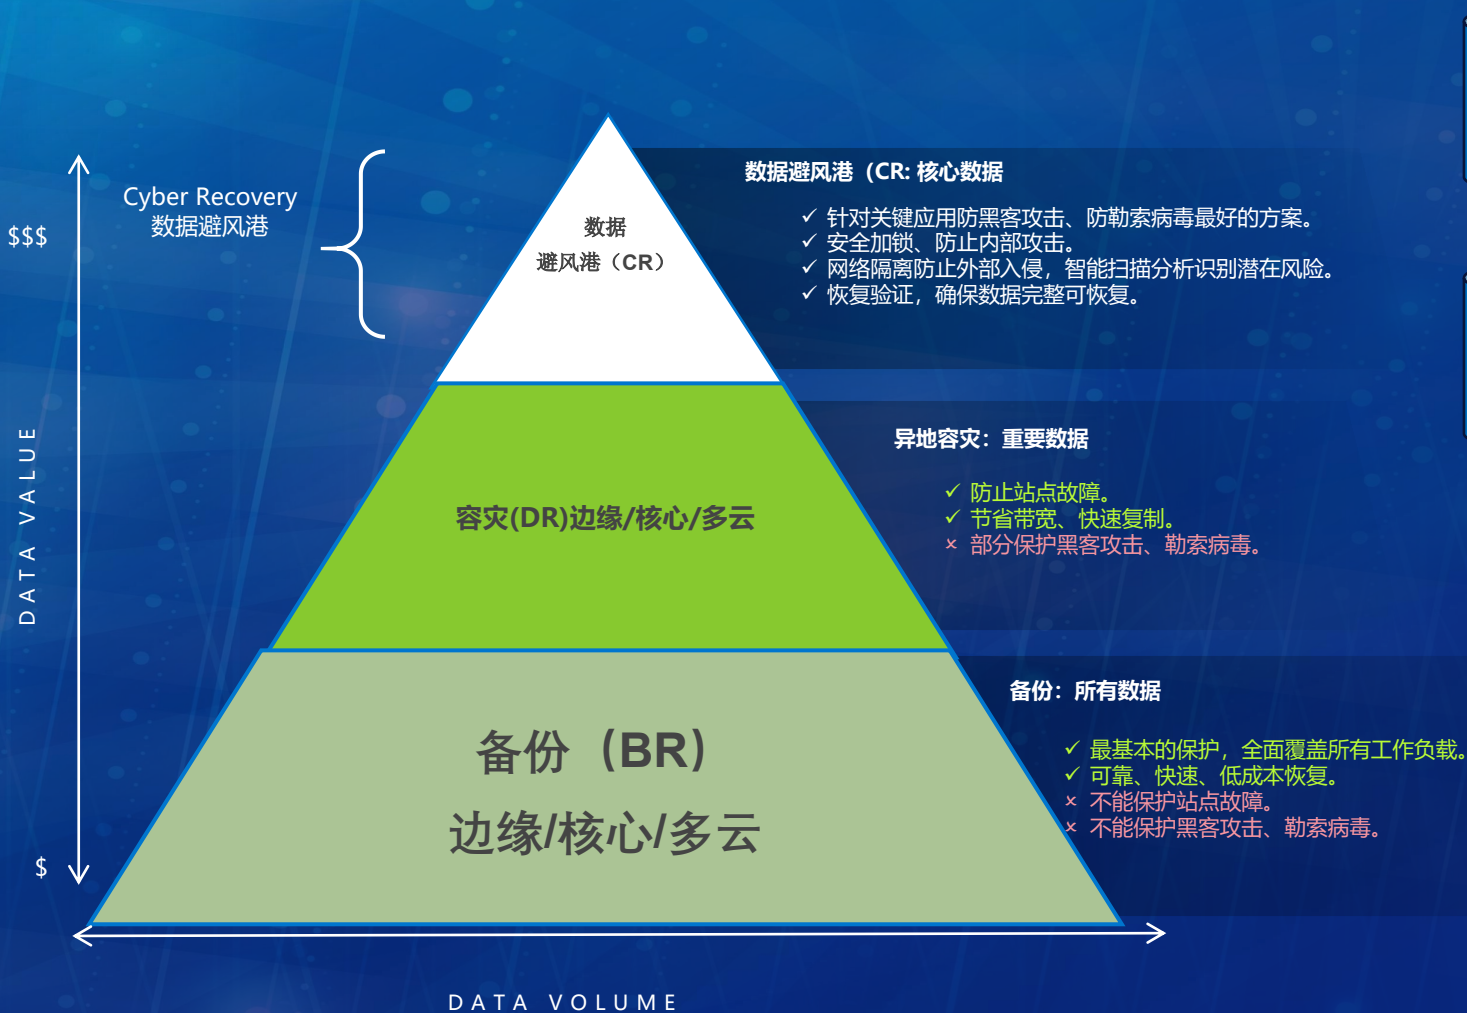 Cyber Recovery
数据避风港
$$$
DATA VALUE
$
数据
避风港（CR）
容灾(DR)边缘/核心/多云
备份（BR）
边缘/核心/多云
数据避风港（CR: 核心数据
✓ 针对关键应用防黑客攻击、防勒索病毒最好的方案。
✓ 安全加锁、防止内部攻击。
✓ 网络隔离防止外部入侵，智能扫描分析识别潜在风险。
✓ 恢复验证，确保数据完整可恢复。
异地容灾：重要数据
✓ 防止站点故障。
✓ 节省带宽、快速复制。
× 部分保护黑客攻击、勒索病毒。
备份：所有数据
✓ 最基本的保护，全面覆盖所有工作负载。
✓ 可靠、快速、低成本恢复。
× 不能保护站点故障。
× 不能保护黑客攻击、勒索病毒。
DATA VOLUME